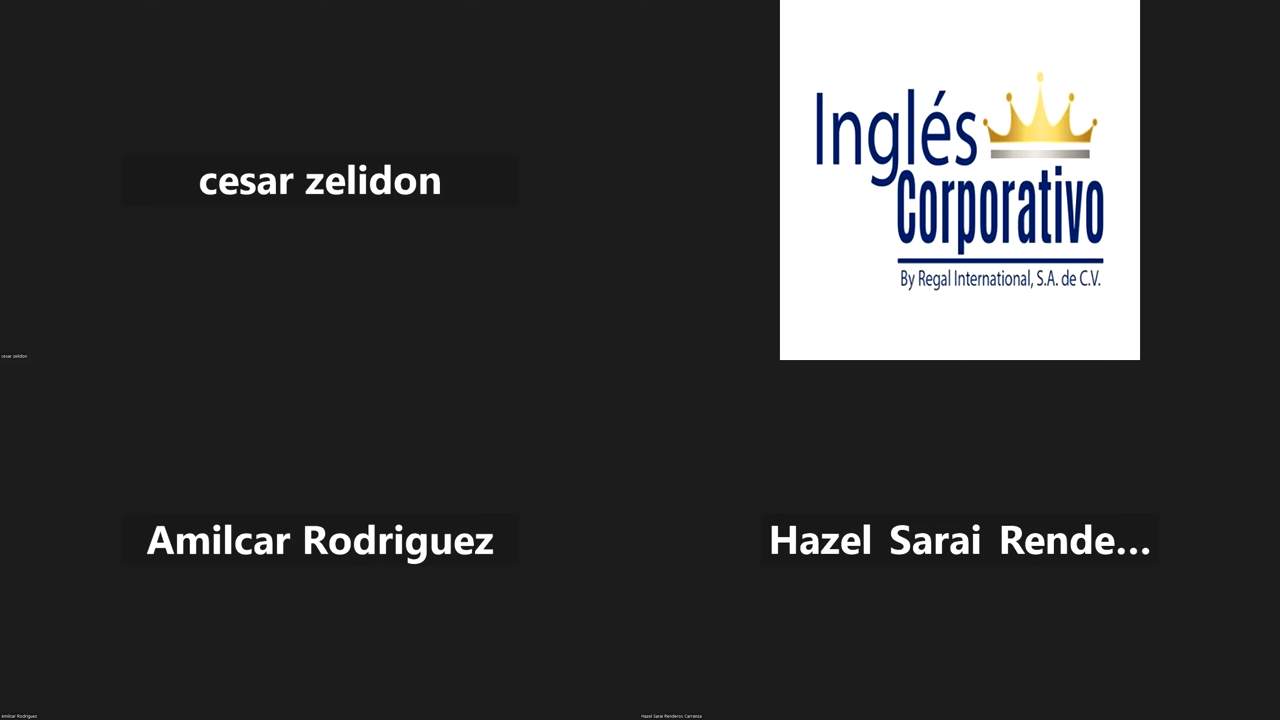 cesar zelidon
Inglés
Corporativo
By Regal International, S.A. de C.V.
cesar zelidon
Amilcar Rodriguez
Hazel Sarai Rende...
Amilcar Rodriguez
Hazel Sarai Renderos Carranza